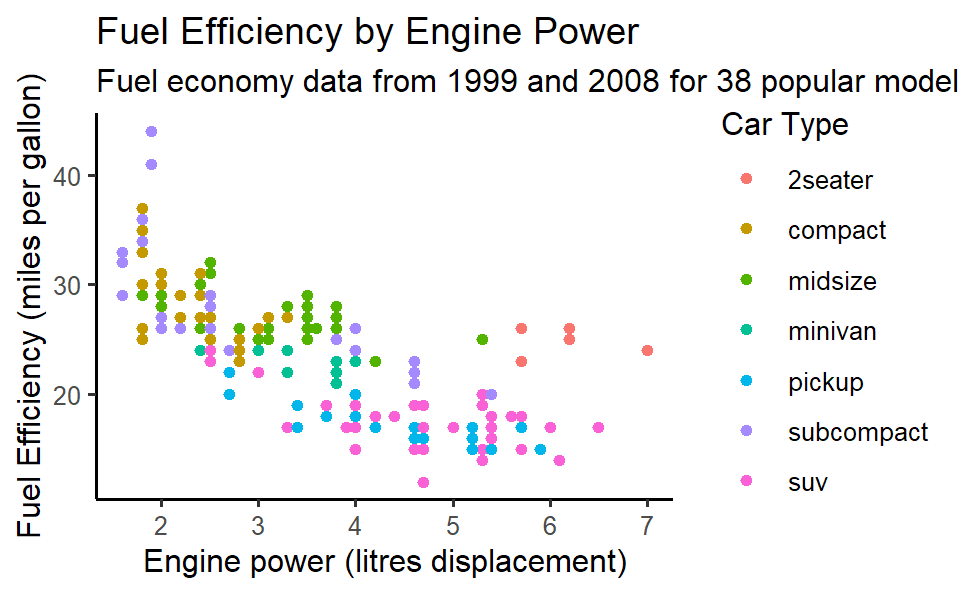 Fuel Efficiency by Engine Power
Fuel economy data from 1999 and 2008 for 38 popular model
Fuel Efficiency (miles per gallon)
40
30
20
2
3
4
5
6
7
Engine power (litres displacement)
Car Type
2seater
compact
midsize
minivan
pickup
subcompact
suv